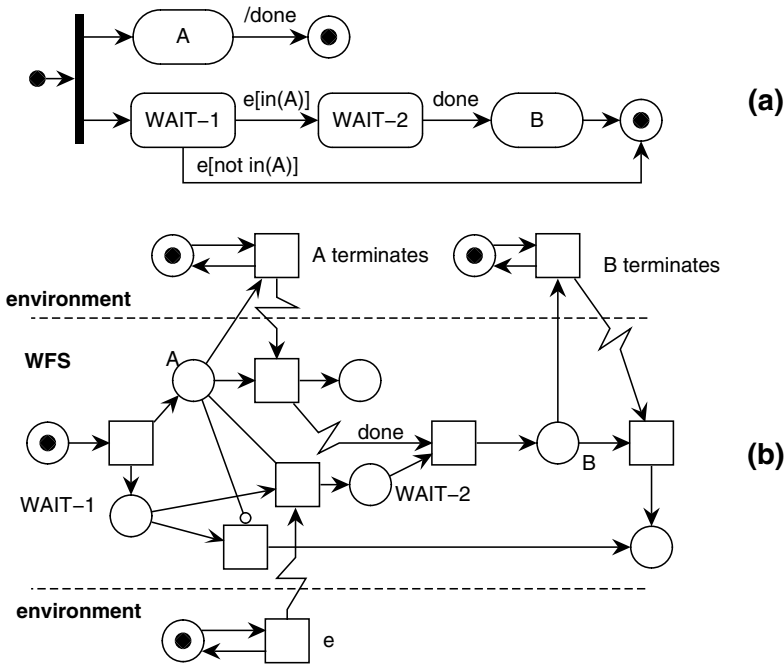 /done
A
(a)
e[in(A)]
done
WAIT−1
WAIT−2
B
e[not in(A)]
A terminates
B terminates
environment
WFS
A
done
B
(b)
WAIT−1
WAIT−2
environment
e